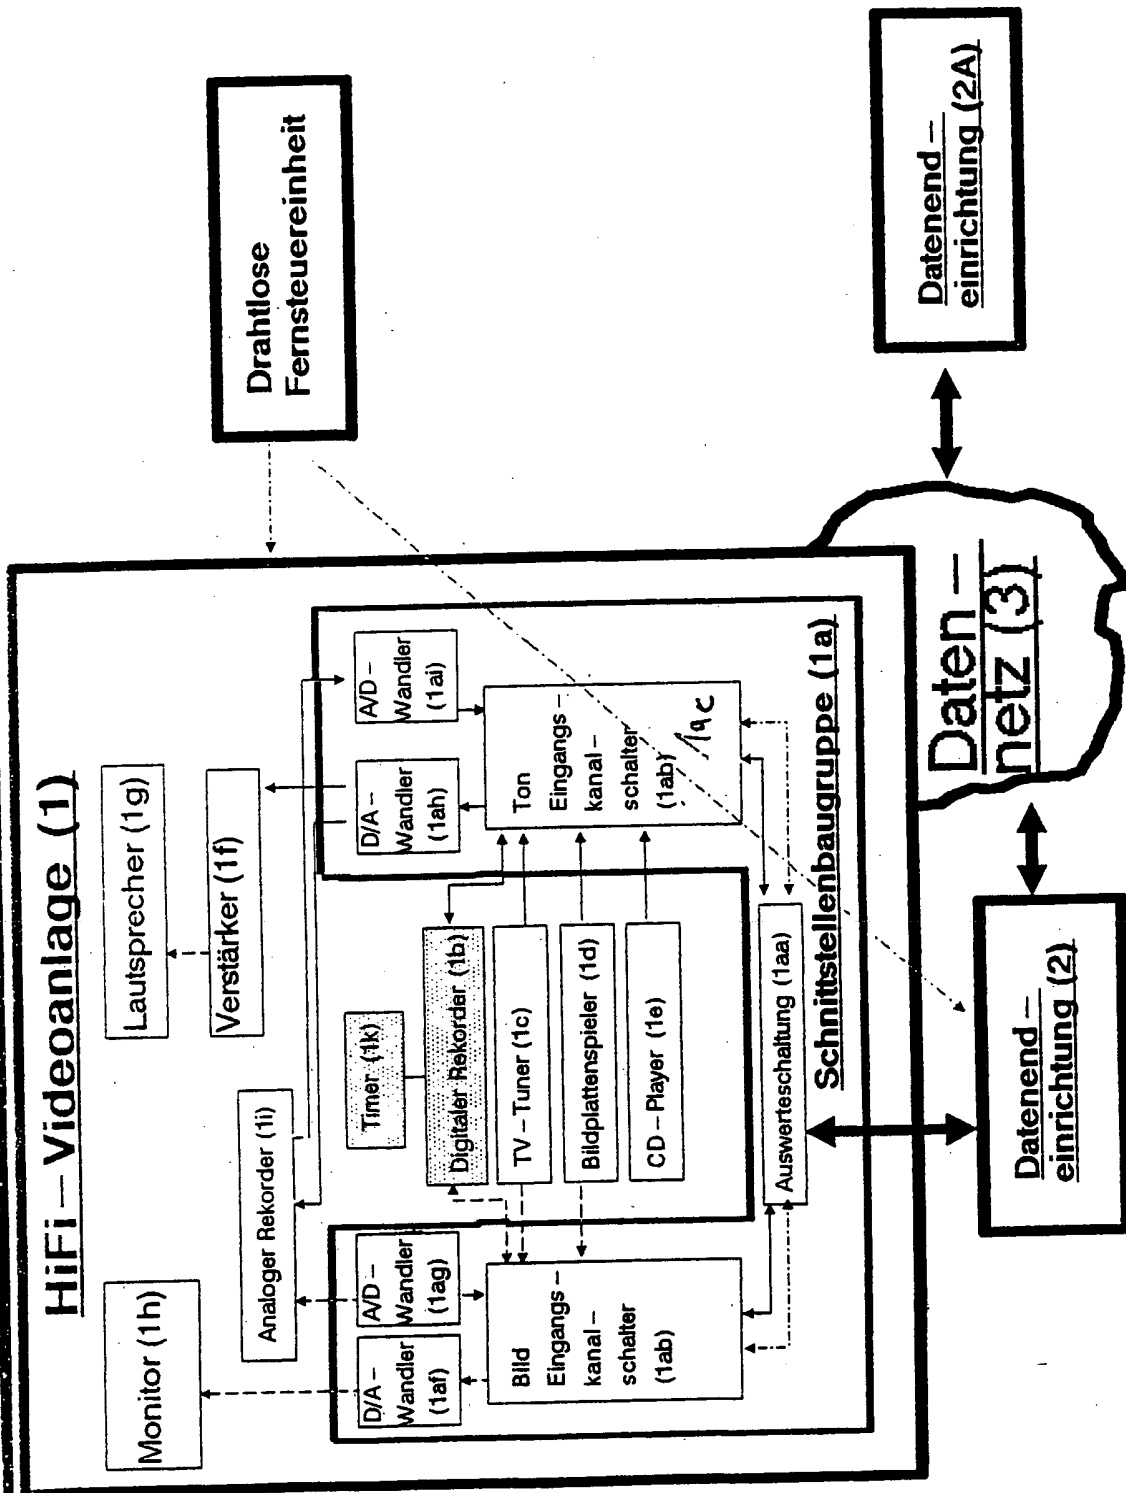 HiFi – Videoanlage (1)
Monitor (1h)
Lautsprecher (1g)
Verstärker (1f)
Analoger Rekorder (1i)
Drahtlose
Fernsteuereinheit
Timer (1k)
D/A –
Wandler
(1af)
A/D –
Wandler
(1ag)
D/A –
Wandler
(1ah)
A/D –
Wandler
(1ai)
Digitaler Rekorder (1b)
TV – Tuner (1c)
Bildplattenspieler (1d)
CD – Player (1e)
Bild
Eingangs –
kanal –
schalter
(1ab)
Ton
Eingangs –
kanal –
schalter
(1ab)
1ac
Auswerteschaltung (1aa)
Schnittstellenbaugruppe (1a)
Datenend –
einrichtung (2)
Daten –
netz (3)
Datenend –
einrichtung (2A)